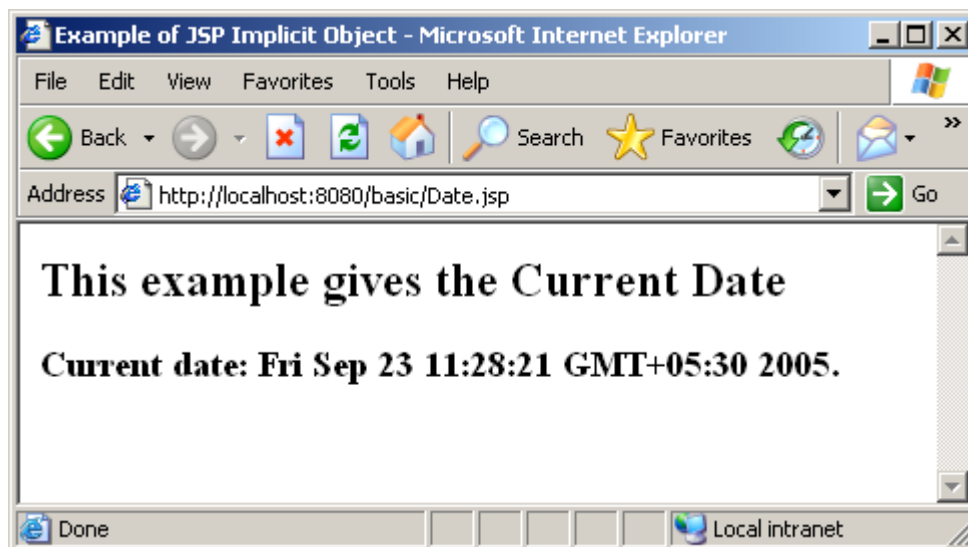 Example of JSP Implicit Object - Microsoft Internet Explorer
File Edit View Favorites Tools Help
Back Search Favorites »
Address http://localhost:8080/basic/Date.jsp Go
This example gives the Current Date
Current date: Fri Sep 23 11:28:21 GMT+05:30 2005.
Done Local intranet